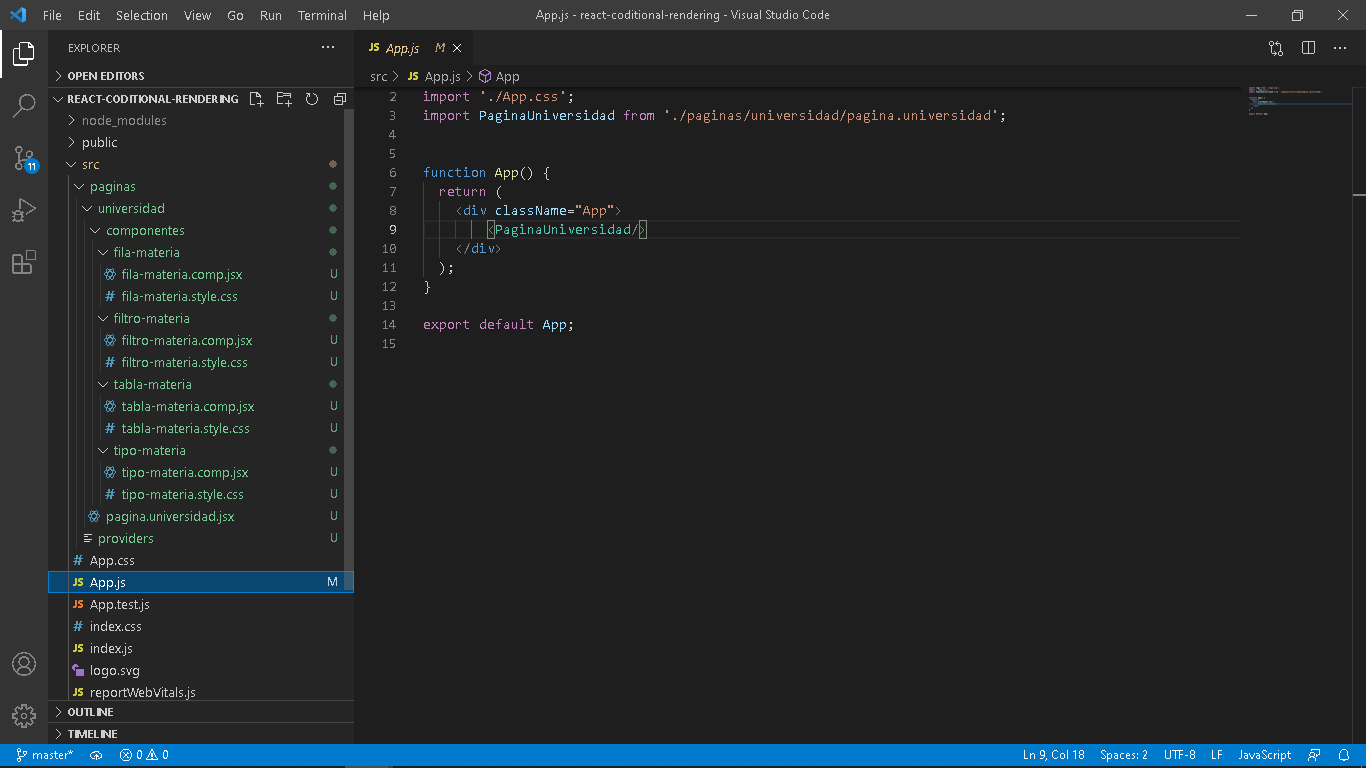 File Edit Selection View Go Run Terminal Help App.js - react-coditional-rendering - Visual Studio Code
EXPLORER
OPEN EDITORS
REACT-CODITIONAL-RENDERING
node_modules
public
src
paginas
universidad
componentes
fila-materia
fila-materia.comp.jsx U
fila-materia.style.css U
filtro-materia
filtro-materia.comp.jsx U
filtro-materia.style.css U
tabla-materia
tabla-materia.comp.jsx U
tabla-materia.style.css U
tipo-materia
tipo-materia.comp.jsx U
tipo-materia.style.css U
pagina.universidad.jsx U
providers U
# App.css
JS App.js M
JS App.test.js
# index.css
JS index.js
logo.svg
JS reportWebVitals.js
OUTLINE
TIMELINE
11
JS App.js M
src > JS App.js > App
2 import './App.css';
3 import PaginaUniversidad from './paginas/universidad/pagina.universidad';
4
5
6 function App() {
7 return (
8 <div className="App">
9 <PaginaUniversidad/>
10 </div>
11 );
12 }
13
14 export default App;
15
master* 0 0 Ln 9, Col 18 Spaces: 2 UTF-8 LF JavaScript